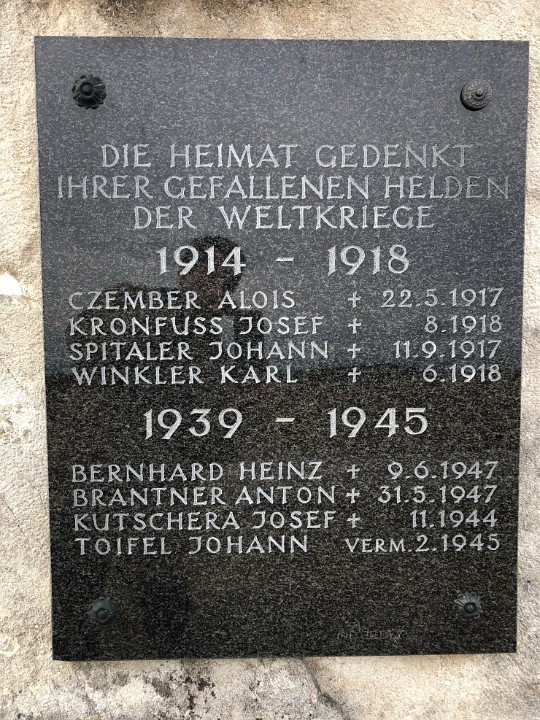 DIE HEIMAT GEDENKT
IHRER GEFALLENEN HELDEN
DER WELTKRIEGE
1914 - 1918
CZEMBER ALOIS + 22.5.1917
KRONFUSS JOSEF + 8.1918
SPITALER JOHANN + 11.9.1917
WINKLER KARL + 6.1918
1939 - 1945
BERNHARD HEINZ + 9.6.1947
BRANTNER ANTON + 31.5.1947
KUTSCHERA JOSEF + 11.1944
TOIFEL JOHANN VERM.2.1945